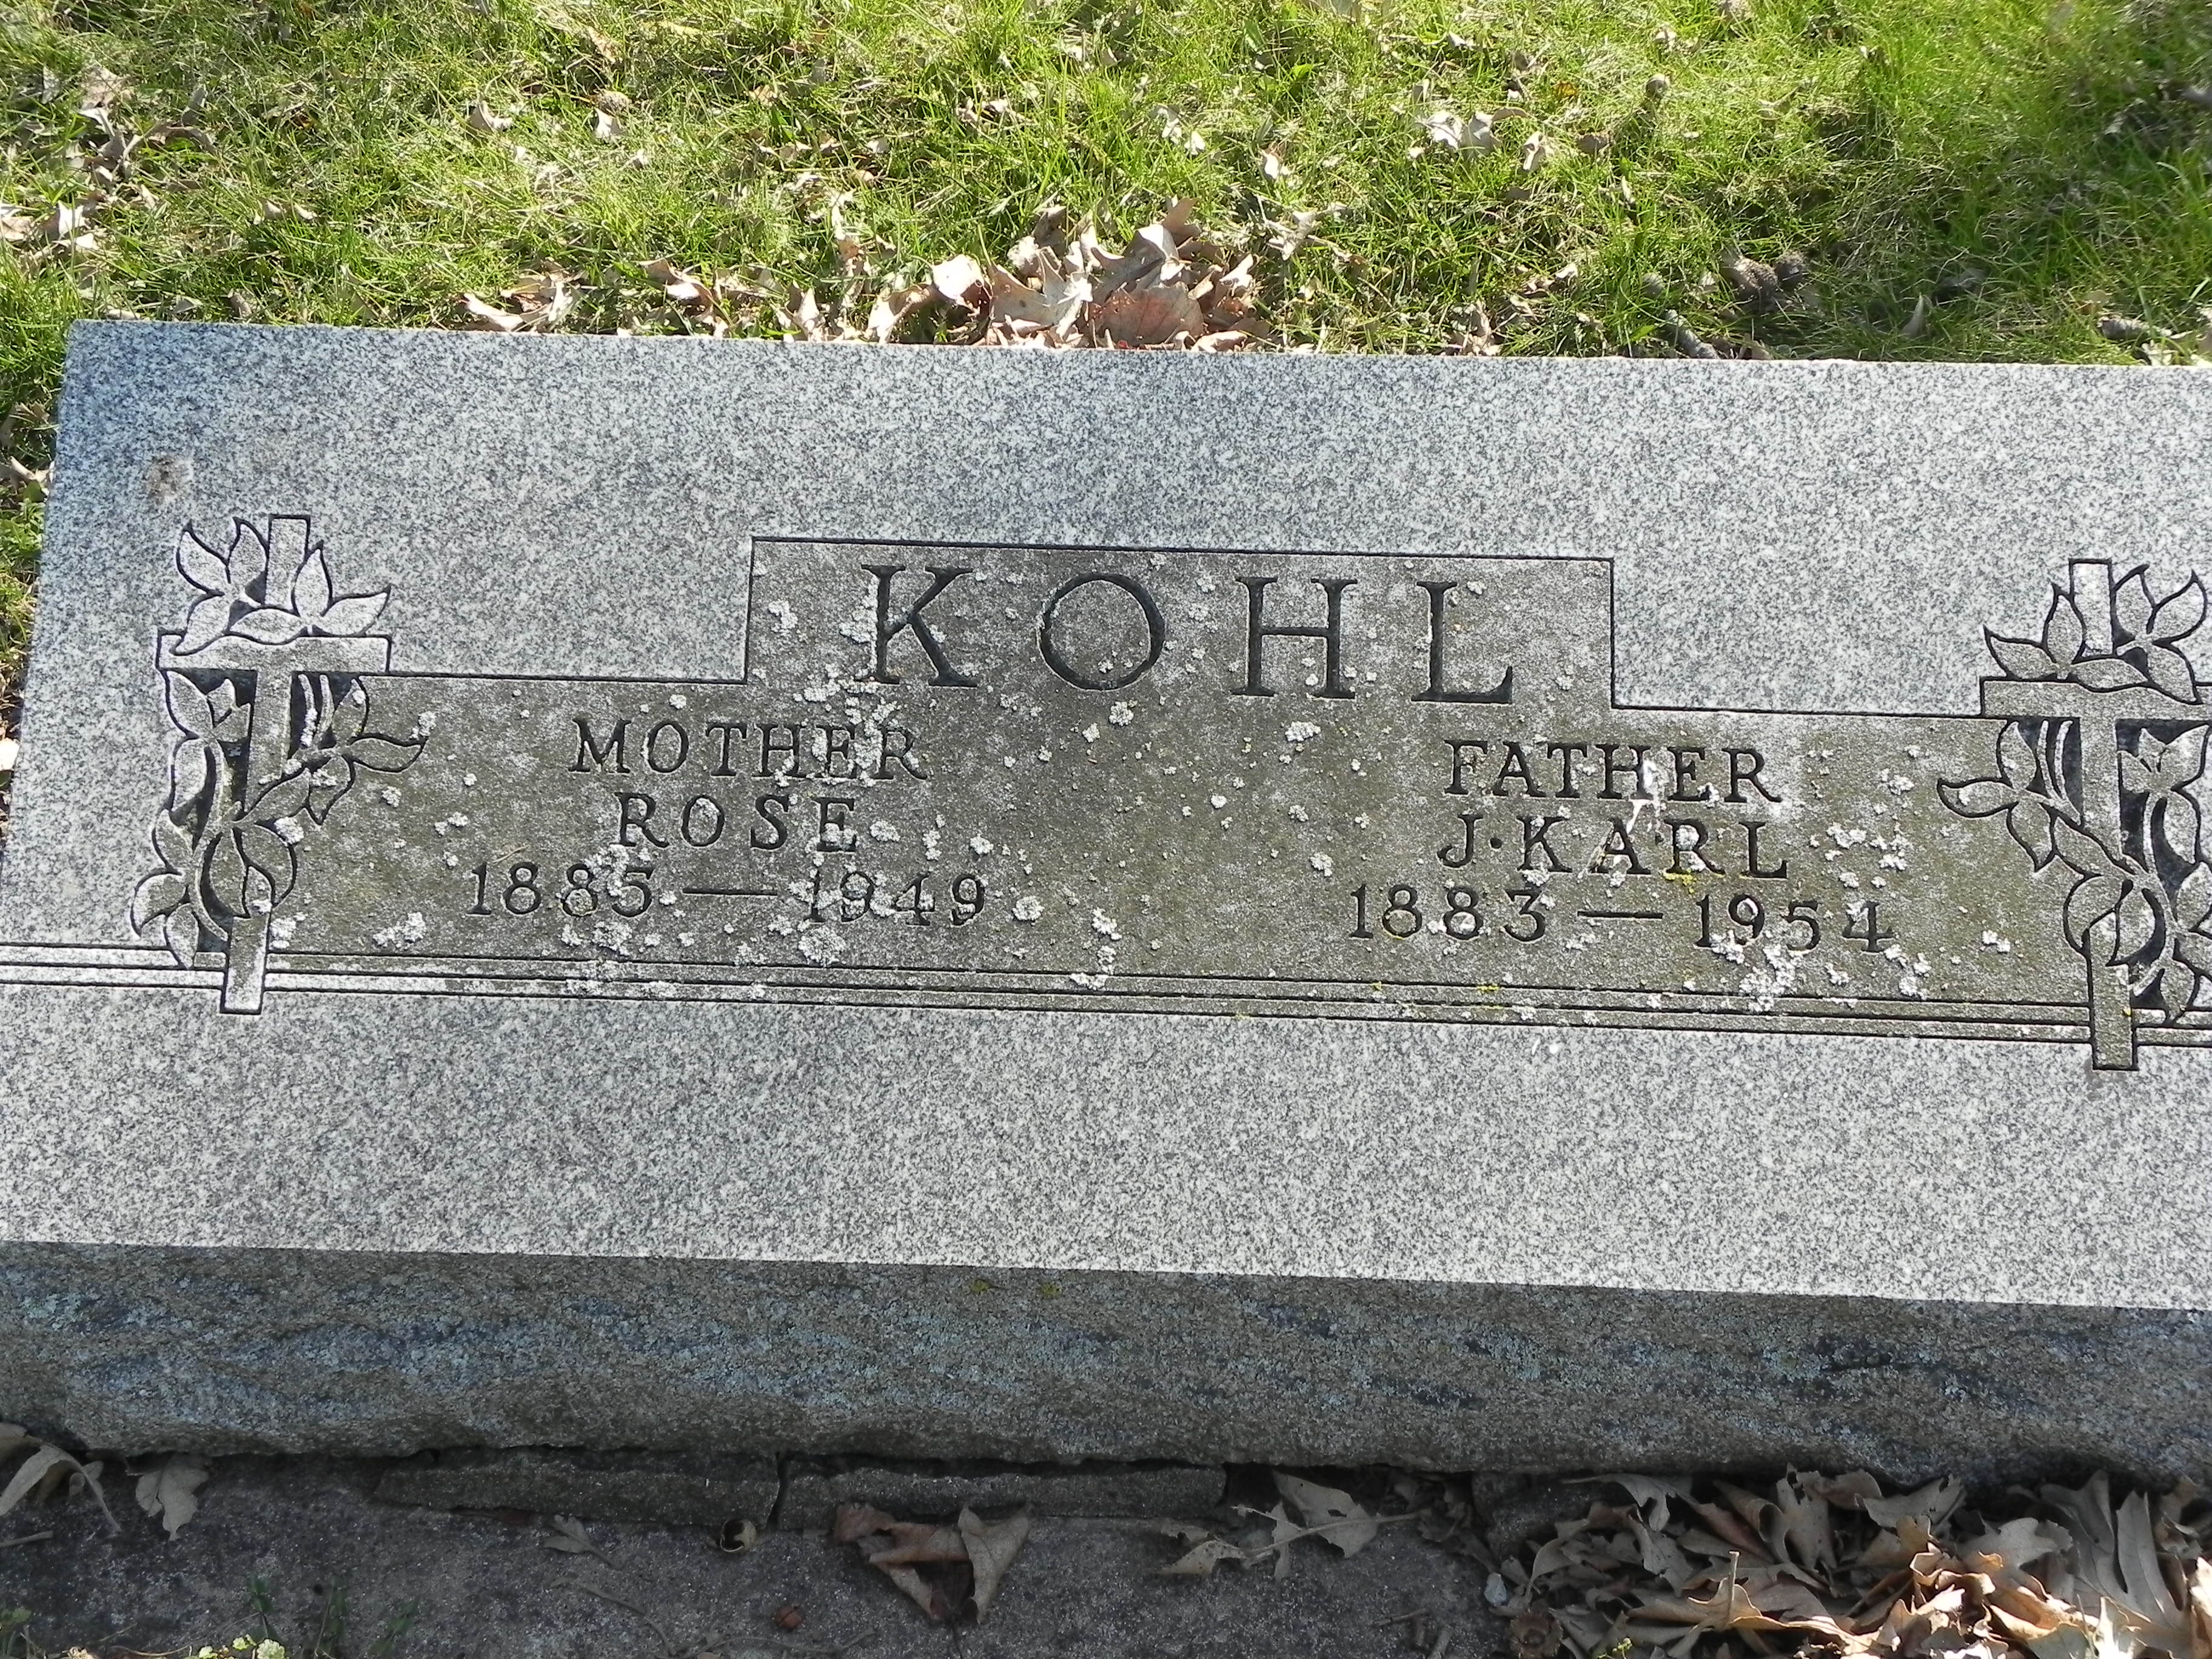 KOHL
MOTHER
ROSE
1885 — 1949
FATHER
J. KARL
1883 — 1954